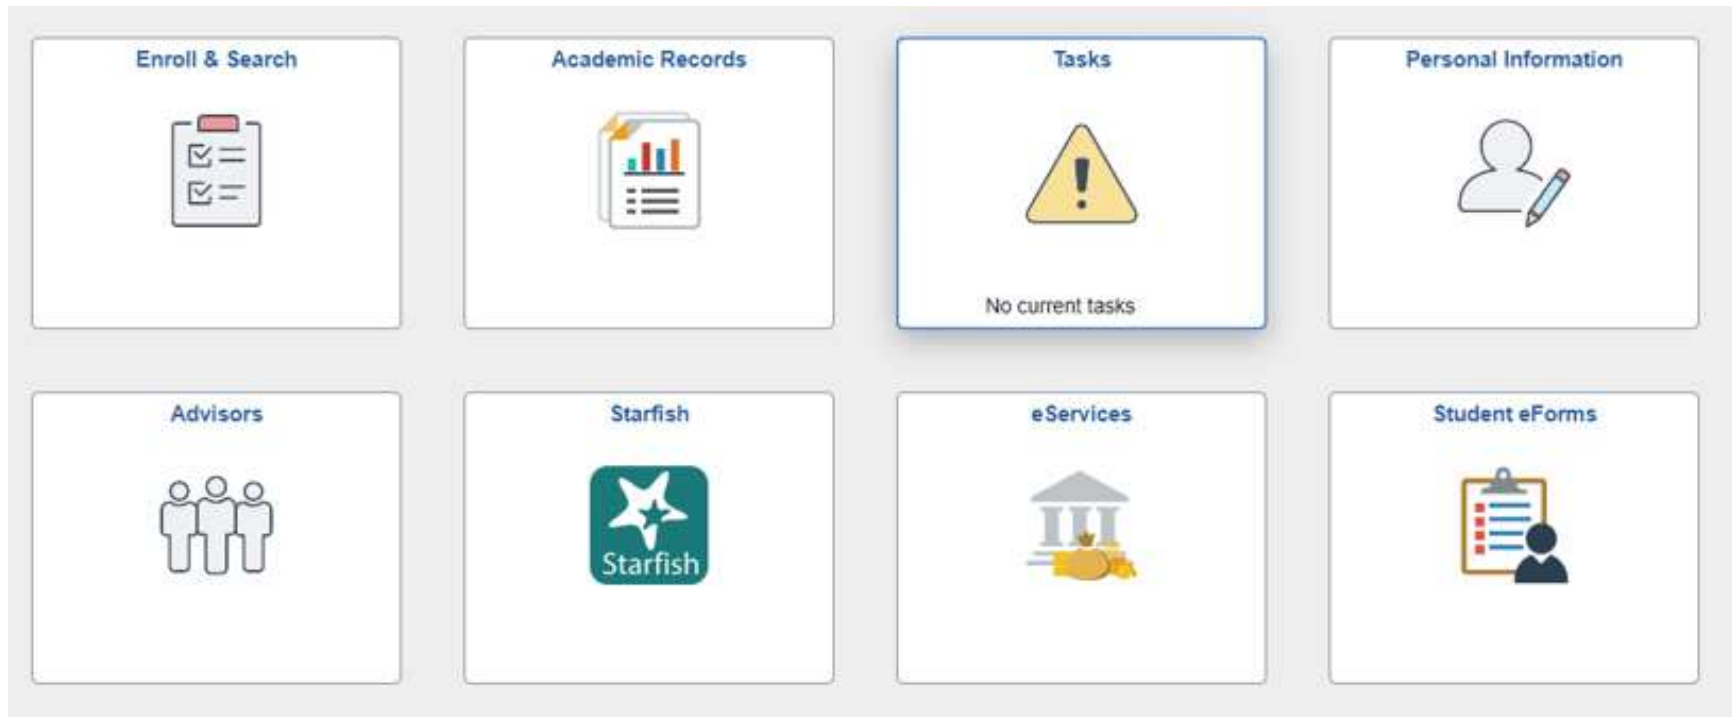 Enroll & Search
Academic Records
Tasks
Personal Information
No current tasks
Advisors
Starfish
eServices
Student eForms
Starfish